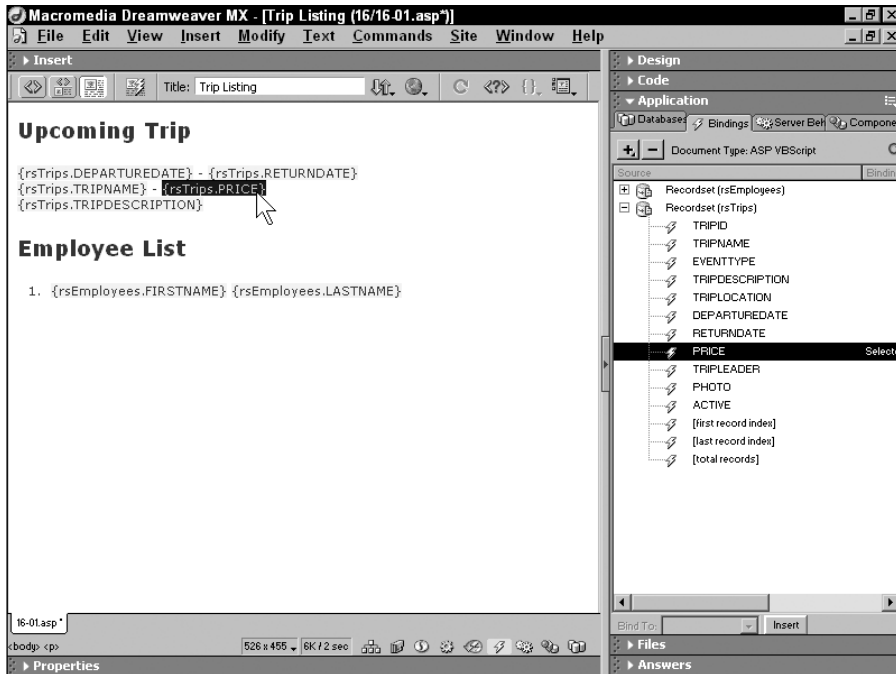 Macromedia Dreamweaver MX - [Trip Listing (16/16-01.asp*)]
File Edit View Insert Modify Text Commands Site Window Help
Insert
Title: Trip Listing
Upcoming Trip
{rsTrips.DEPARTUREDATE} - {rsTrips.RETURNDATE}
{rsTrips.TRIPNAME} - {rsTrips.PRICE}
{rsTrips.TRIPDESCRIPTION}
Employee List
1. {rsEmployees.FIRSTNAME} {rsEmployees.LASTNAME}
16-01.asp*
<body> <p>
526 x 455 6K / 2 sec
Properties
Design
Code
Application
Databases Bindings Server Beh Compone
Document Type: ASP VBScript
Source Bindin
Recordset (rsEmployees)
Recordset (rsTrips)
TRIPID
TRIPNAME
EVENTTYPE
TRIPDESCRIPTION
TRIPLOCATION
DEPARTUREDATE
RETURNDATE
PRICE Selecte
TRIPLEADER
PHOTO
ACTIVE
[first record index]
[last record index]
[total records]
Bind To: Insert
Files
Answers